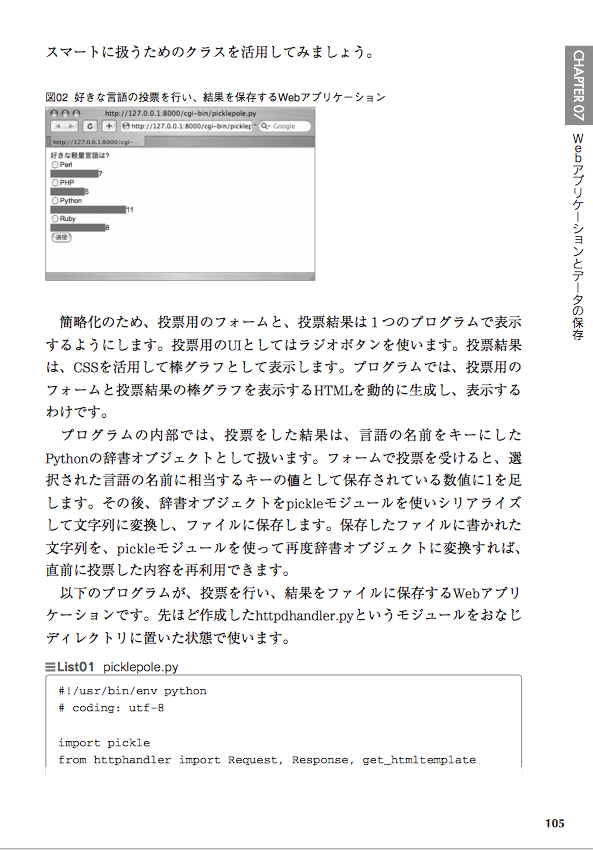 スマートに扱うためのクラスを活用してみましょう。
図02 好きな言語の投票を行い、結果を保存するWebアプリケーション
http://127.0.0.1:8000/cgi-bin/picklepole.py
http://127.0.0.1:8000/cgi-bin/picklep
Google
http://127.0.0.1:8000/cgi-...
好きな軽量言語は?
Perl
7
PHP
5
Python
11
Ruby
8
送信
簡略化のため、投票用のフォームと、投票結果は１つのプログラムで表示
するようにします。投票用のUIとしてはラジオボタンを使います。投票結果
は、CSSを活用して棒グラフとして表示します。プログラムでは、投票用の
フォームと投票結果の棒グラフを表示するHTMLを動的に生成し、表示する
わけです。
プログラムの内部では、投票をした結果は、言語の名前をキーにした
Pythonの辞書オブジェクトとして扱います。フォームで投票を受けると、選
択された言語の名前に相当するキーの値として保存されている数値に1を足
します。その後、辞書オブジェクトをpickleモジュールを使いシリアライズ
して文字列に変換し、ファイルに保存します。保存したファイルに書かれた
文字列を、pickleモジュールを使って再度辞書オブジェクトに変換すれば、
直前に投票した内容を再利用できます。
以下のプログラムが、投票を行い、結果をファイルに保存するWebアプリ
ケーションです。先ほど作成したhttpdhandler.pyというモジュールをおなじ
ディレクトリに置いた状態で使います。
List01 picklepole.py
#!/usr/bin/env python
# coding: utf-8
import pickle
from httphandler import Request, Response, get_htmltemplate
CHAPTER 07
Webアプリケーションとデータの保存
105